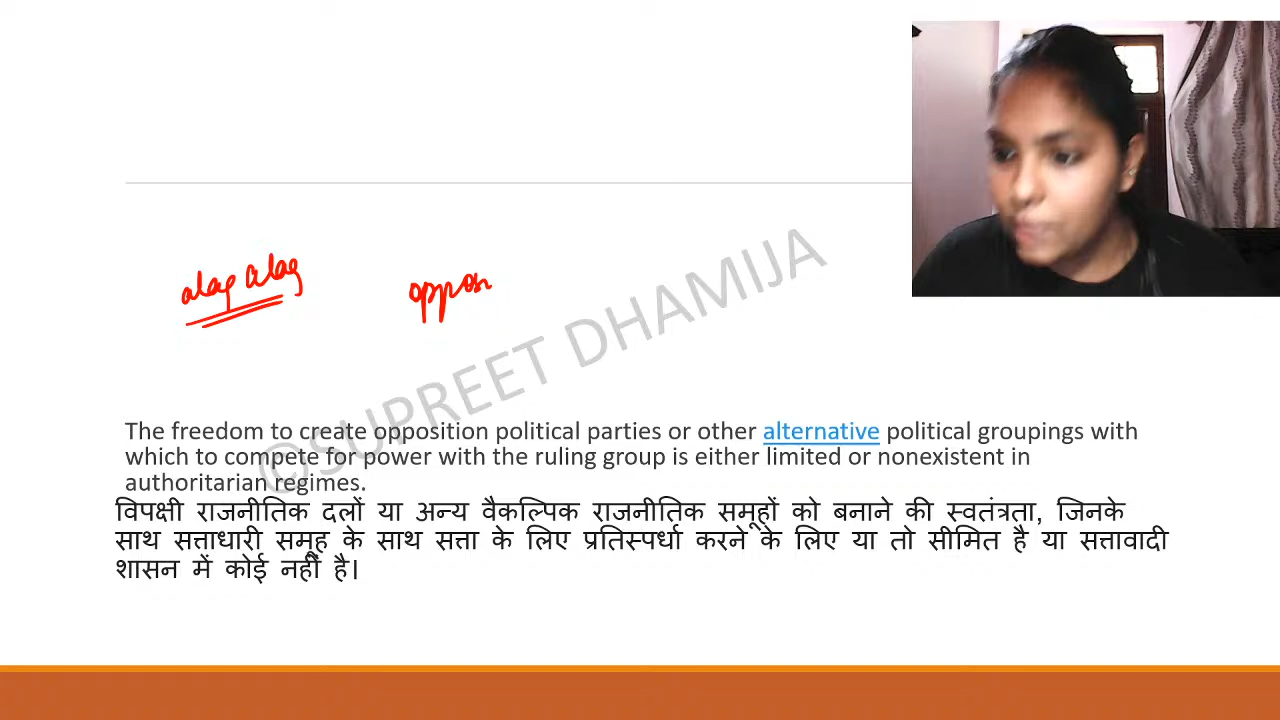 alag alag oppos
©SUPREET DHAMIJA
The freedom to create opposition political parties or other alternative political groupings with
which to compete for power with the ruling group is either limited or nonexistent in
authoritarian regimes.
विपक्षी राजनीतिक दलों या अन्य वैकल्पिक राजनीतिक समूहों को बनाने की स्वतंत्रता, जिनके
साथ सत्ताधारी समूह के साथ सत्ता के लिए प्रतिस्पर्धा करने के लिए या तो सीमित है या सत्तावादी
शासन में कोई नहीं है।